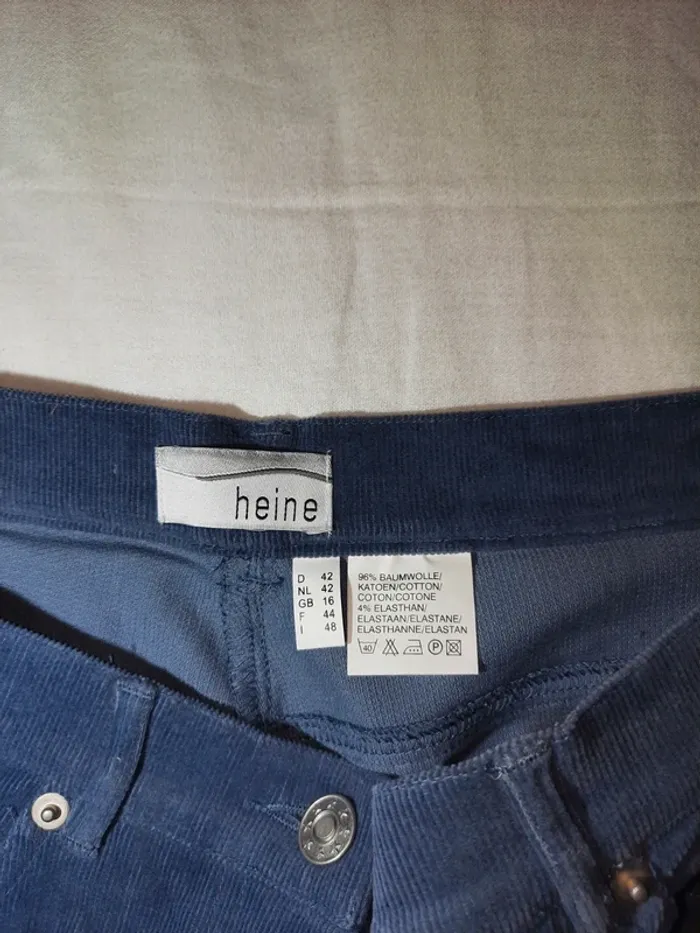 heine
D 42
NL 42
GB 16
F 44
I 48
96% BAUMWOLLE/
KATOEN/COTTON/
COTON/COTONE
4% ELASTHAN/
ELASTAAN/ELASTANE/
ELASTHANNE/ELASTAN
40 P